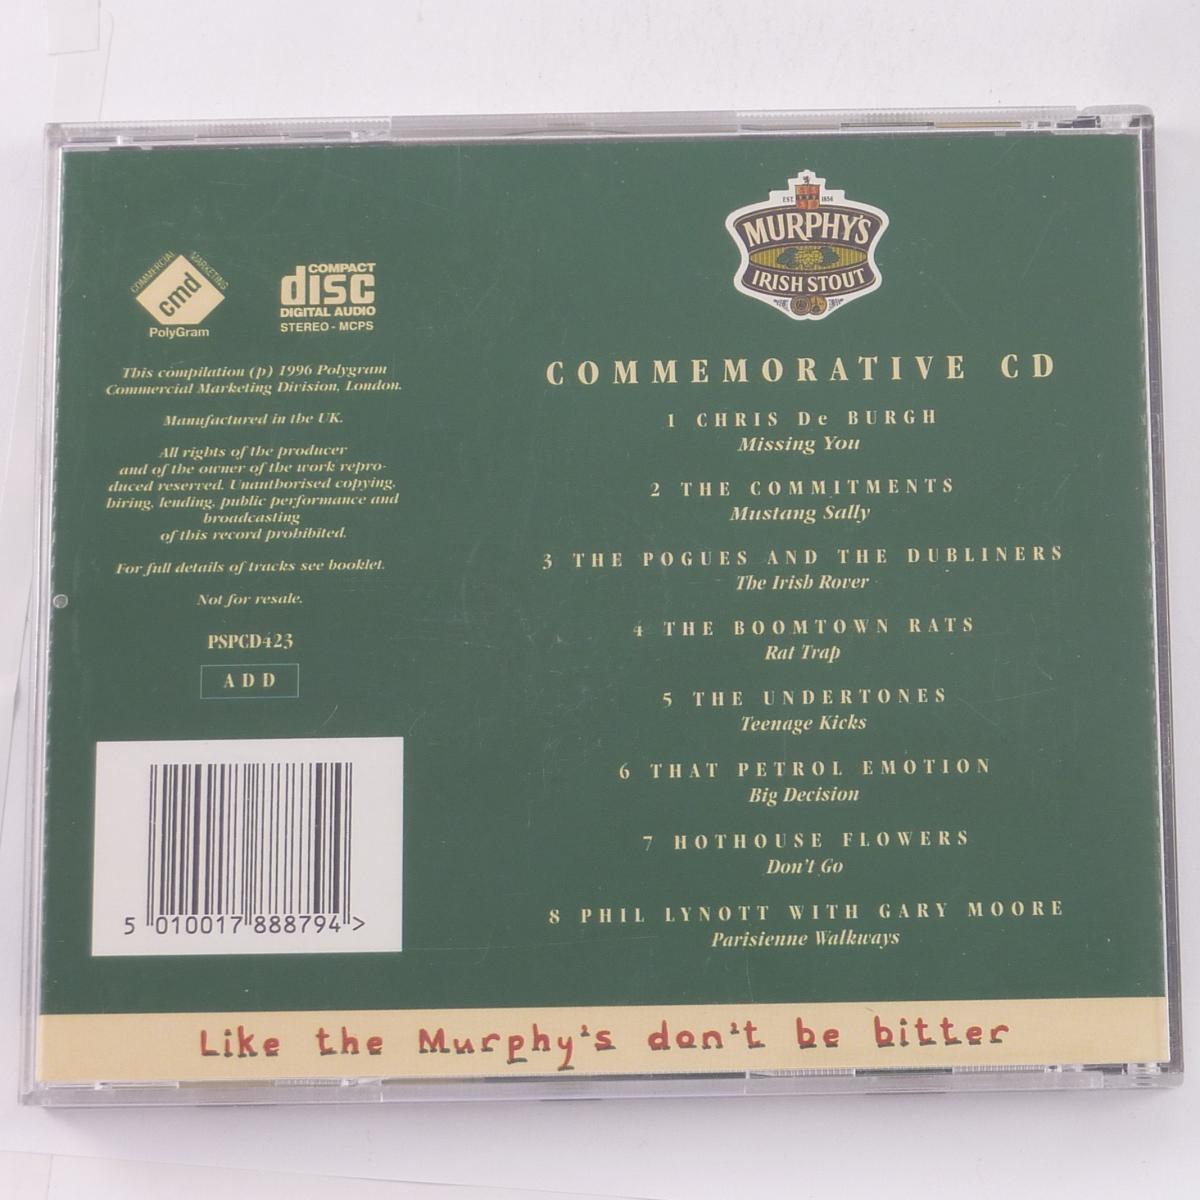 COMMERCIAL MARKETING
cmd
PolyGram
COMPACT
disc
DIGITAL AUDIO
STEREO - MCPS
This compilation (p) 1996 Polygram
Commercial Marketing Division, London.
Manufactured in the UK.
All rights of the producer
and of the owner of the work repro-
duced reserved. Unauthorised copying,
hiring, lending, public performance and
broadcasting
of this record prohibited.
For full details of tracks see booklet.
Not for resale.
PSPCD423
ADD
5 010017 888794 >
EST. 1856
MURPHY'S
IRISH STOUT
COMMEMORATIVE CD
1 CHRIS De BURGH
Missing You
2 THE COMMITMENTS
Mustang Sally
3 THE POGUES AND THE DUBLINERS
The Irish Rover
4 THE BOOMTOWN RATS
Rat Trap
5 THE UNDERTONES
Teenage Kicks
6 THAT PETROL EMOTION
Big Decision
7 HOTHOUSE FLOWERS
Don't Go
8 PHIL LYNOTT WITH GARY MOORE
Parisienne Walkways
Like the Murphy's don't be bitter